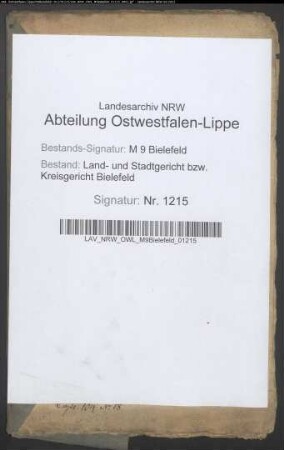 Landesarchiv NRW
Abteilung Ostwestfalen-Lippe
Bestands-Signatur: M 9 Bielefeld
Bestand: Land- und Stadtgericht bzw.
Kreisgericht Bielefeld
Signatur: Nr. 1215
LAV_NRW_OWL_M9Bielefeld_01215